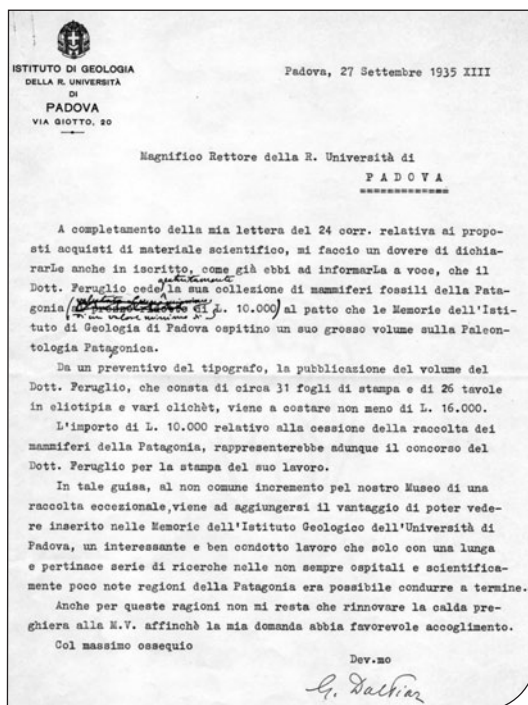 ISTITUTO DI GEOLOGIA
DELLA R. UNIVERSITÀ
DI
PADOVA
VIA GIOTTO, 20
Padova, 27 Settembre 1935 XIII
Magnifico Rettore della R. Università di
PADOVA
A completamento della mia lettera del 24 corr. relativa ai propo-
sti acquisti di materiale scientifico, mi faccio un dovere di dichia-
rarLe anche in iscritto, come già ebbi ad informarLa a voce, che il
gratuitamente
Dott. Feruglio cede la sua collezione di mammiferi fossili della Pata-
gonia ( di L. 10.000) al patto che le Memorie dell'Isti-
di un valore minimo di
tuto di Geologia di Padova ospitino un suo grosso volume sulla Paleon-
tologia Patagonica.
Da un preventivo del tipografo, la pubblicazione del volume del
Dott. Feruglio, che consta di circa 31 fogli di stampa e di 26 tavole
in eliotipia e vari clichèt, viene a costare non meno di L. 16.000.
L'importo di L. 10.000 relativo alla cessione della raccolta dei
mammiferi della Patagonia, rappresenterebbe adunque il concorso del
Dott. Feruglio per la stampa del suo lavoro.
In tale guisa, al non comune incremento pel nostro Museo di una
raccolta eccezionale, viene ad aggiungersi il vantaggio di poter vede-
re inserito nelle Memorie dell'Istituto Geologico dell'Università di
Padova, un interessante e ben condotto lavoro che solo con una lunga
e pertinace serie di ricerche nelle non sempre ospitali e scientifica-
mente poco note regioni della Patagonia era possibile condurre a termine.
Anche per queste ragioni non mi resta che rinnovare la calda pre-
ghiera alla M.V. affinchè la mia domanda abbia favorevole accoglimento.
Col massimo ossequio
Dev.mo
G. Dal Piaz